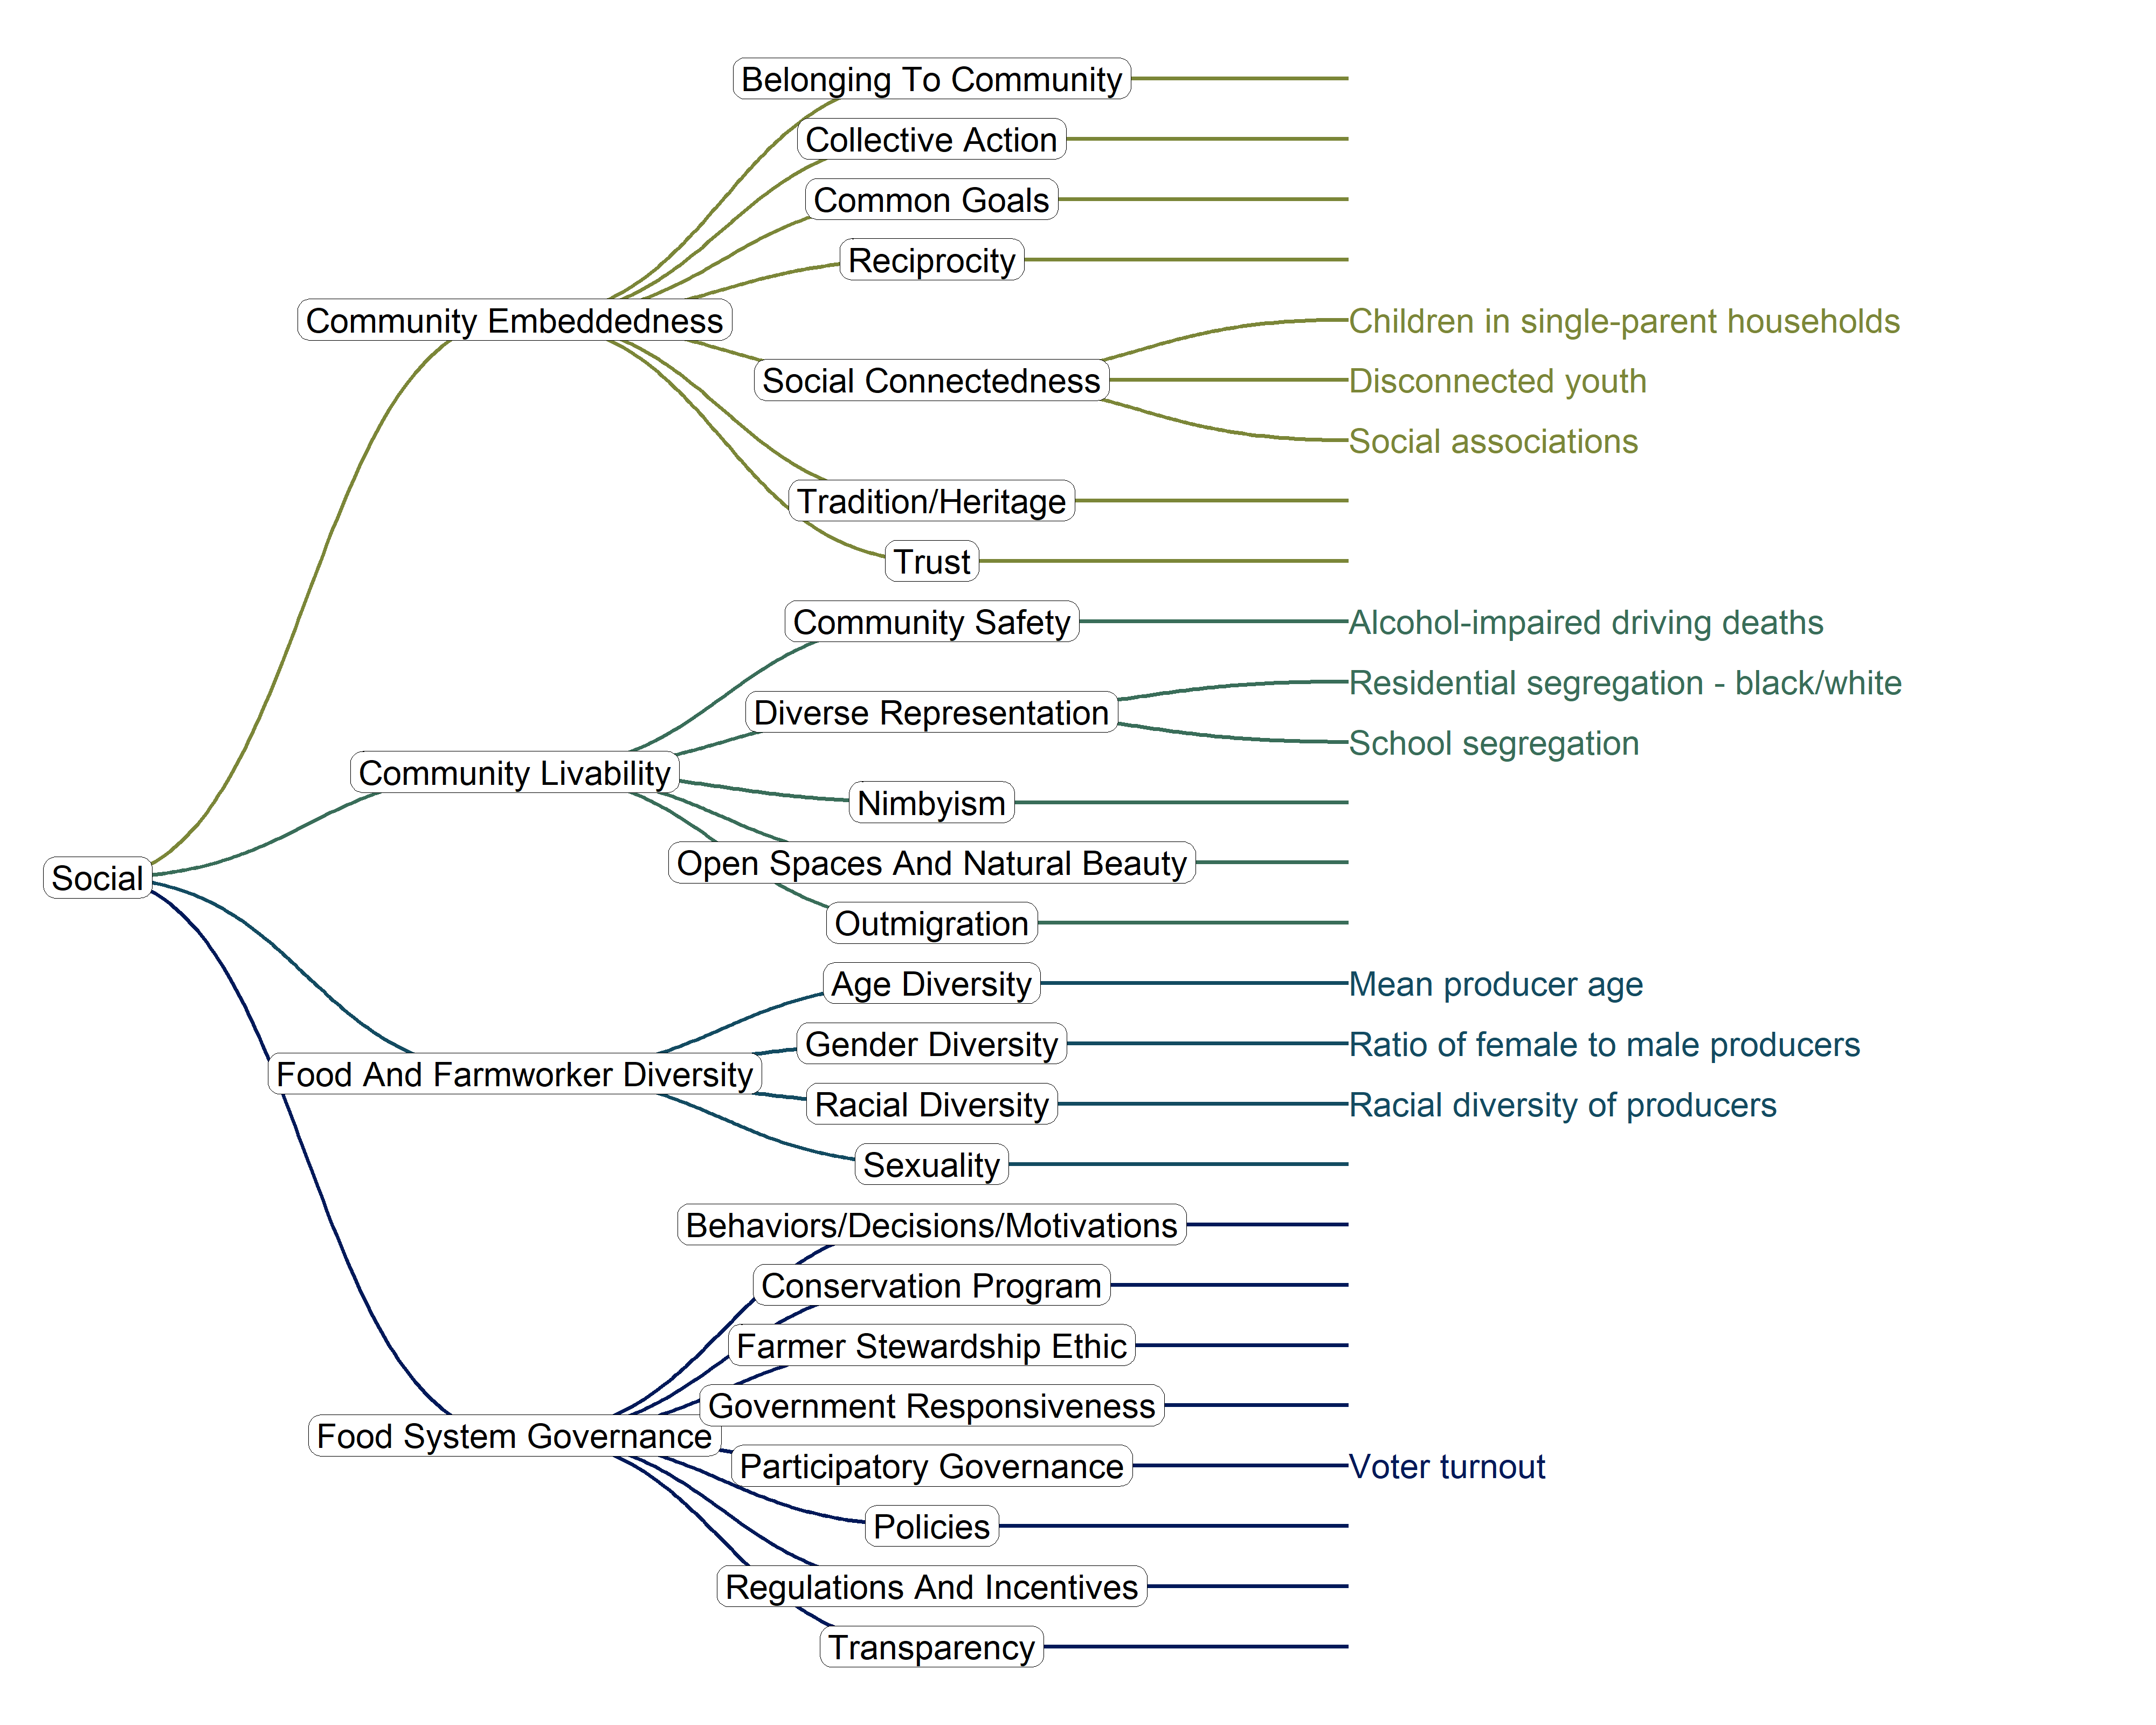 Belonging To Community
Collective Action
Common Goals
Reciprocity
Community Embeddedness
Children in single-parent households
Social Connectedness
Disconnected youth
Social associations
Tradition/Heritage
Trust
Community Safety
Alcohol-impaired driving deaths
Diverse Representation
Residential segregation - black/white
School segregation
Community Livability
Nimbyism
Open Spaces And Natural Beauty
Social
Outmigration
Age Diversity
Mean producer age
Gender Diversity
Ratio of female to male producers
Food And Farmworker Diversity
Racial Diversity
Racial diversity of producers
Sexuality
Behaviors/Decisions/Motivations
Conservation Program
Farmer Stewardship Ethic
Government Responsiveness
Food System Governance
Participatory Governance
Voter turnout
Policies
Regulations And Incentives
Transparency